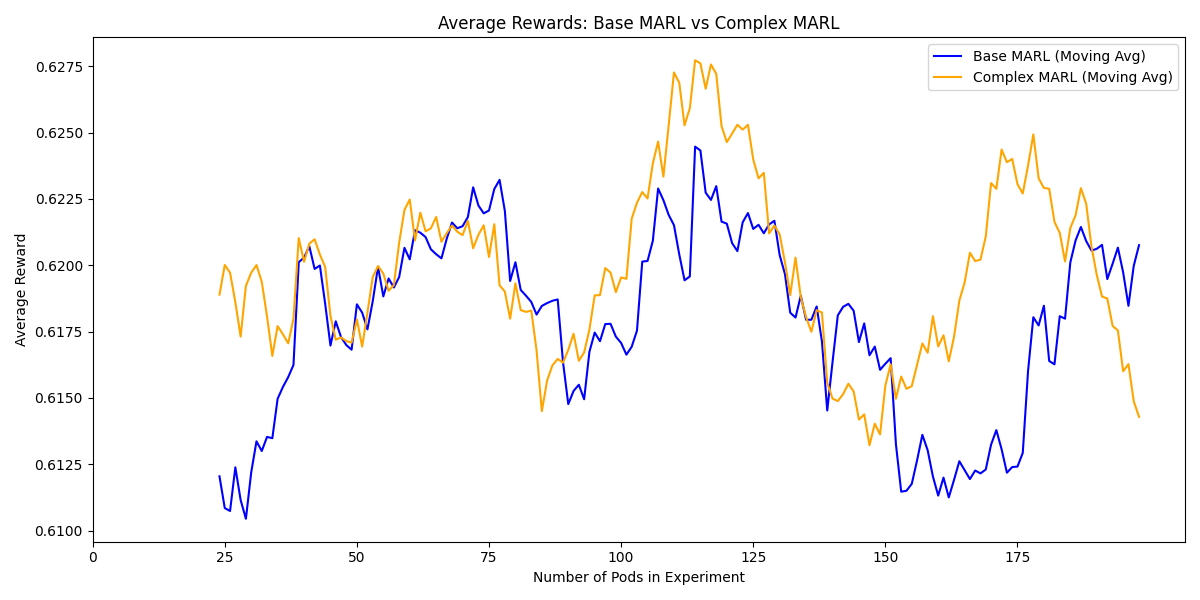 Average Rewards: Base MARL vs Complex MARL
Base MARL (Moving Avg)
Complex MARL (Moving Avg)
Average Reward
0.6275
0.6250
0.6225
0.6200
0.6175
0.6150
0.6125
0.6100
0 25 50 75 100 125 150 175
Number of Pods in Experiment